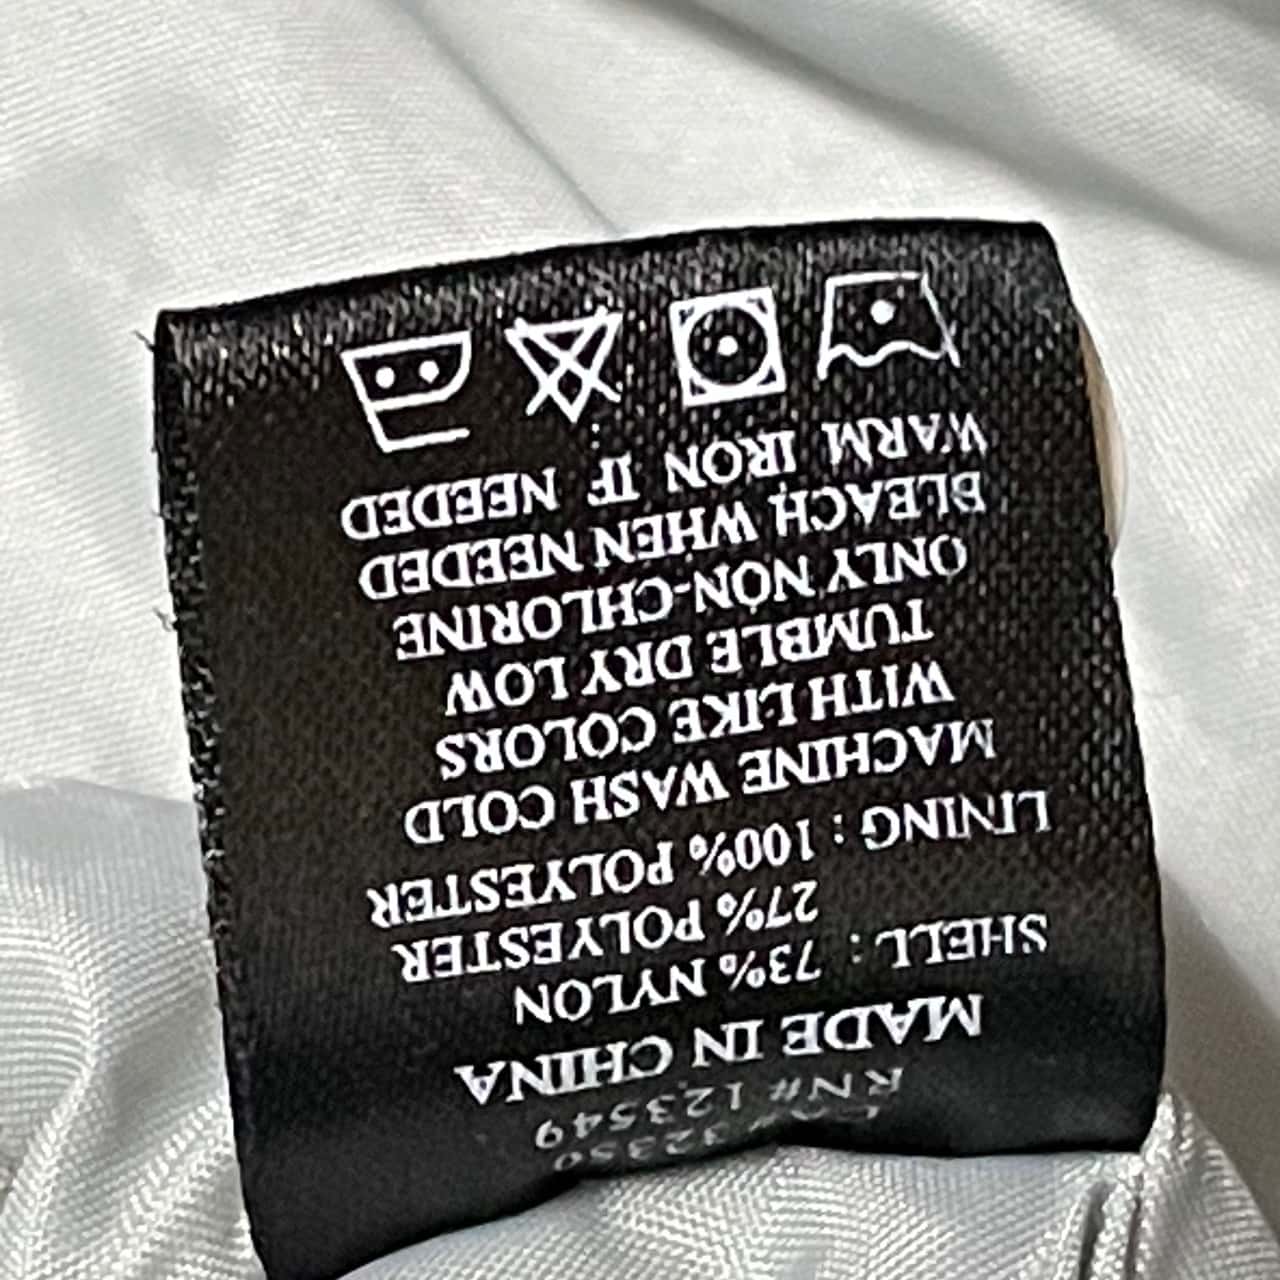 RN# 123549
MADE IN CHINA
SHELL : 73% NYLON
27% POLYESTER
LINING : 100% POLYESTER
MACHINE WASH COLD
WITH LIKE COLORS
TUMBLE DRY LOW
ONLY NON-CHLORINE
BLEACH WHEN NEEDED
WARM IRON IF NEEDED